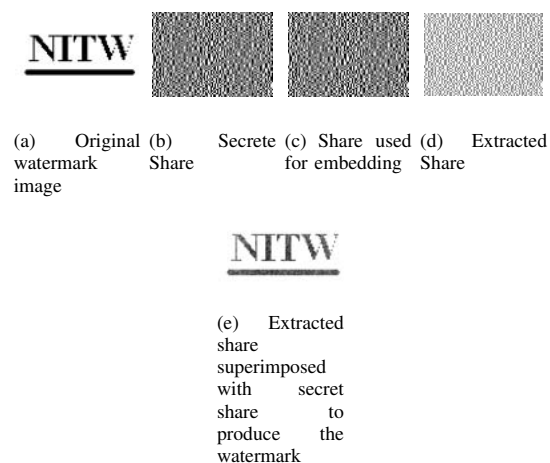 NITW
(a) Original watermark image
(b) Secrete Share
(c) Share used for embedding
(d) Extracted Share
NITW
(e) Extracted
share
superimposed
with secret
share to
produce the
watermark